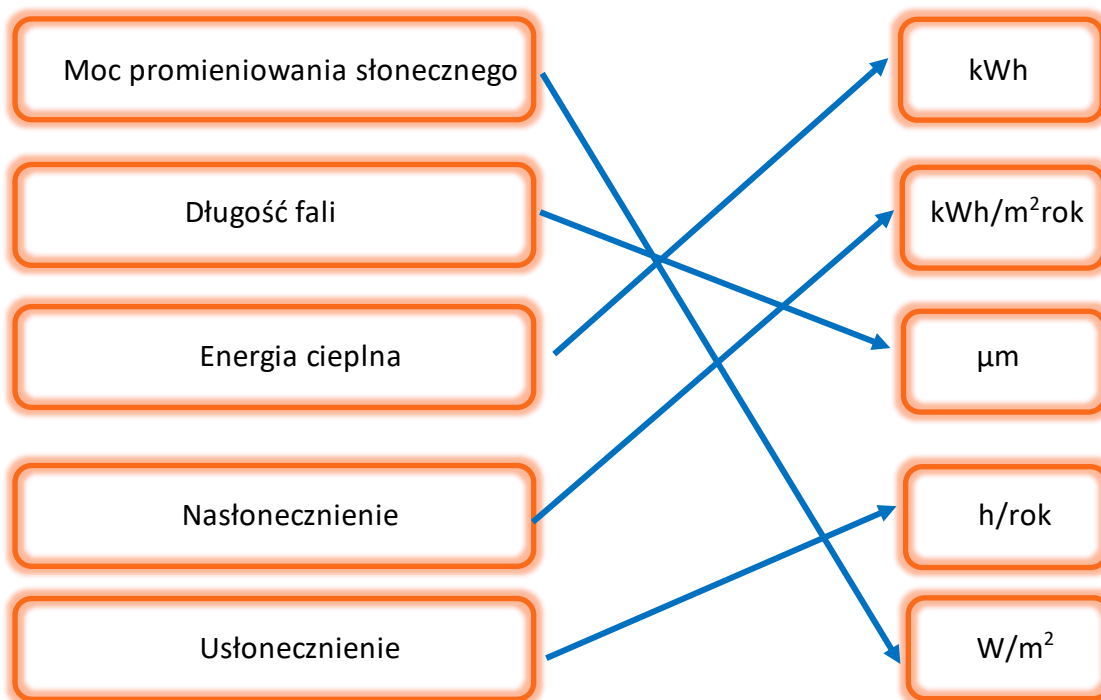 Moc promieniowania słonecznego
kWh
Długość fali
kWh/m²rok
Energia cieplna
µm
Nasłonecznienie
h/rok
Usłonecznienie
W/m²